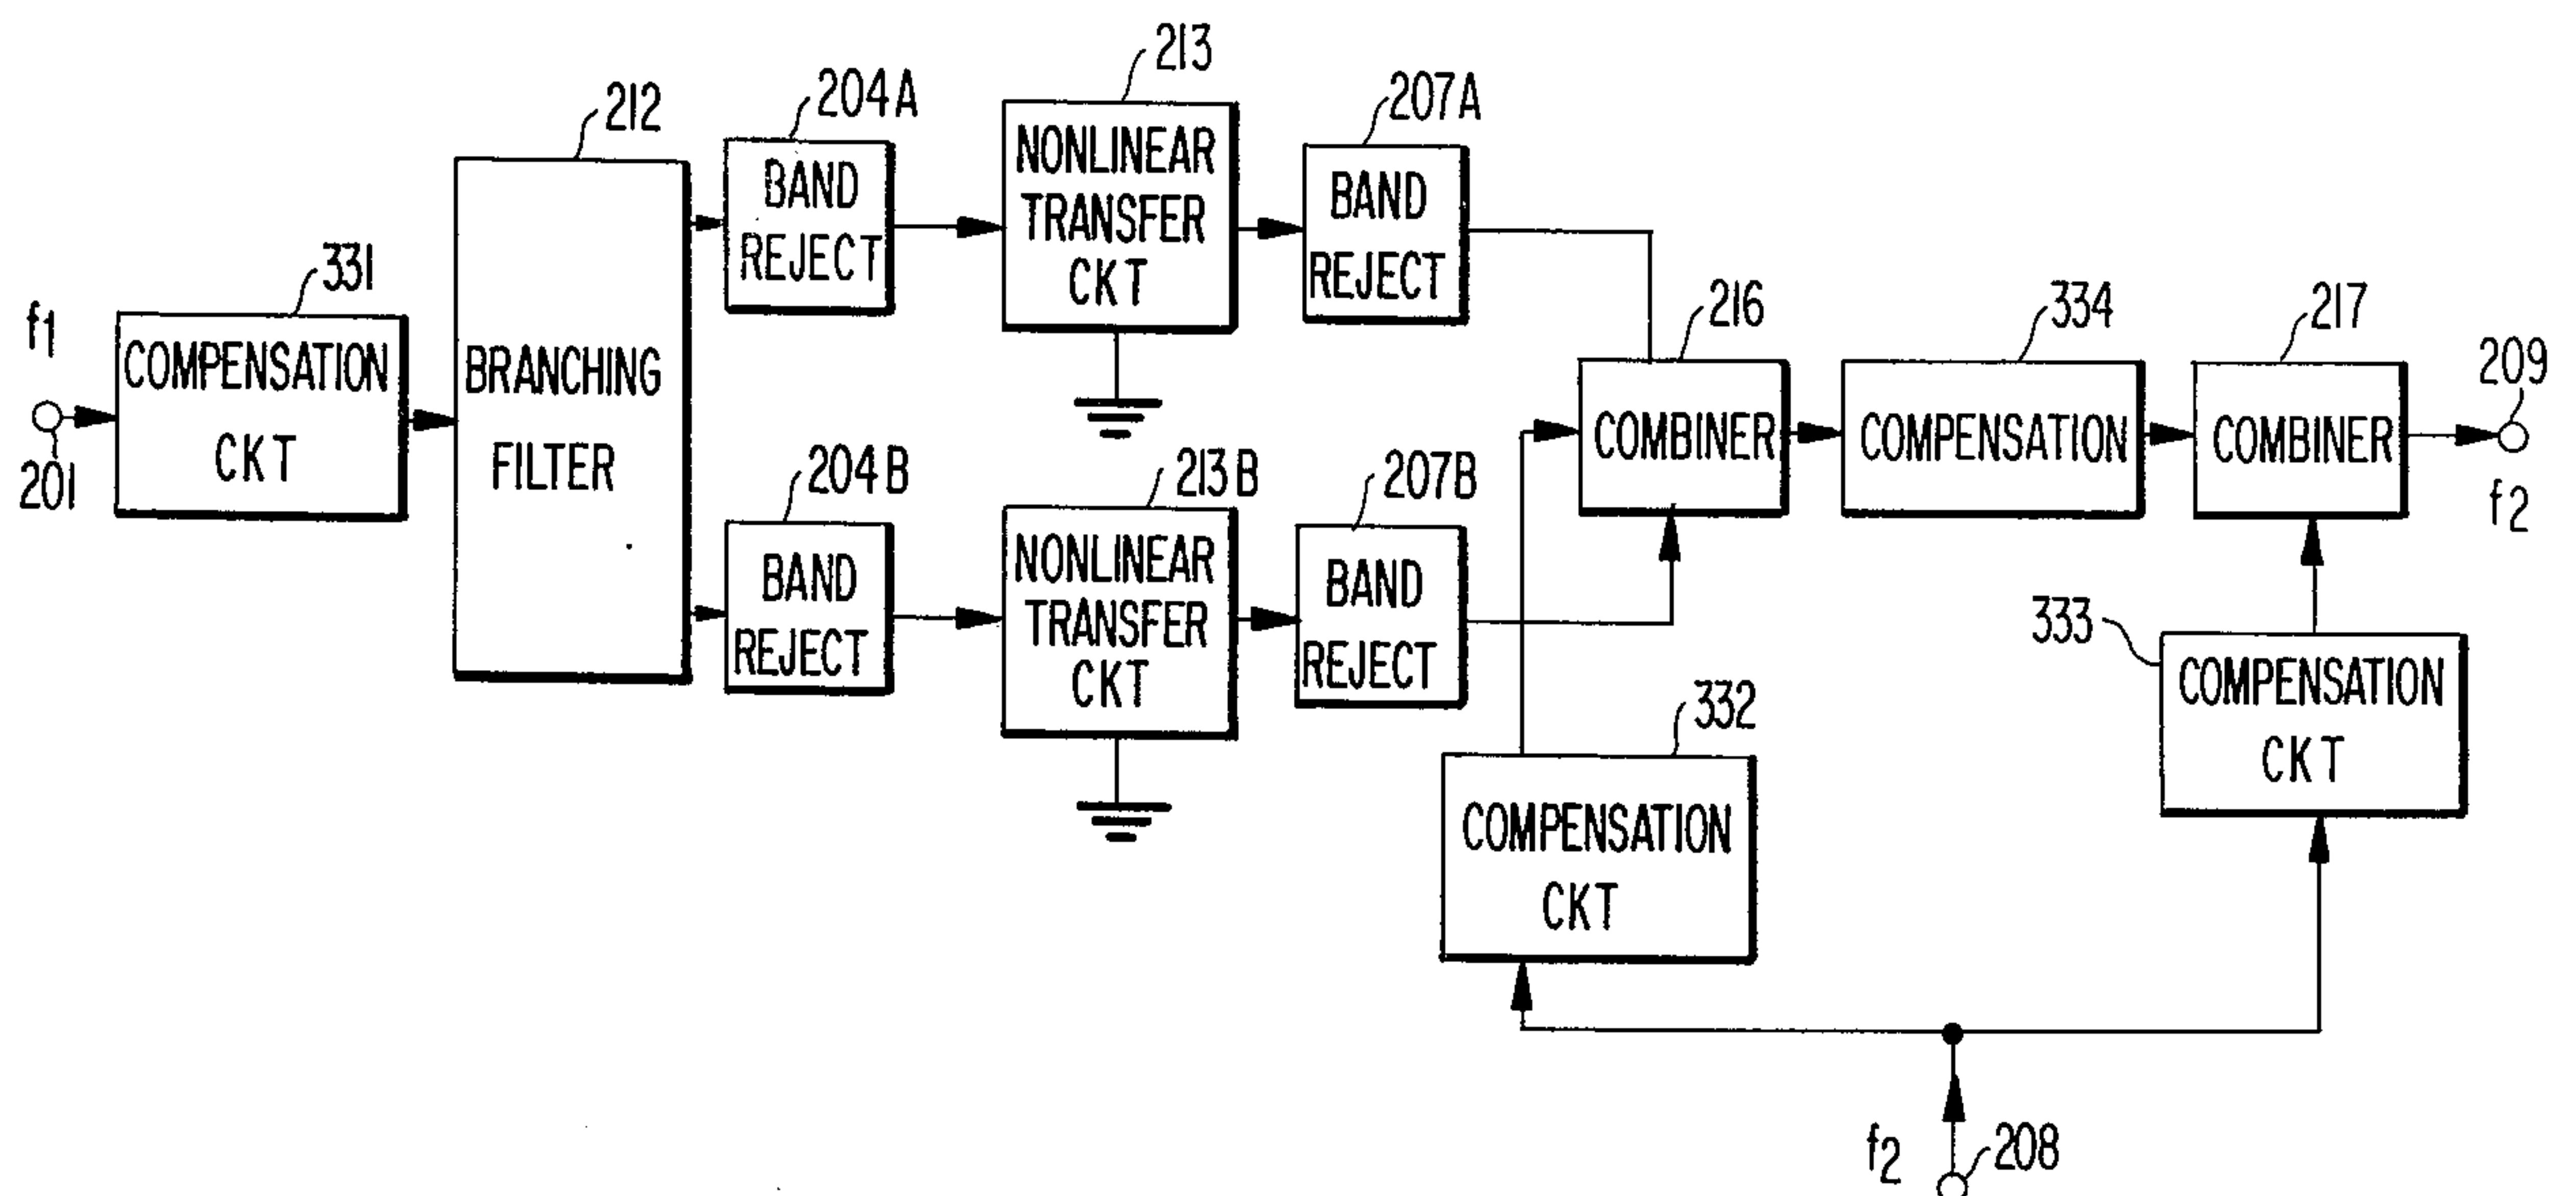 f1
201
331
COMPENSATION
CKT
212
BRANCHING
FILTER
204A
BAND
REJECT
213
NONLINEAR
TRANSFER
CKT
207A
BAND
REJECT
204B
BAND
REJECT
213B
NONLINEAR
TRANSFER
CKT
207B
BAND
REJECT
216
COMBINER
334
COMPENSATION
217
COMBINER
209
f2
332
COMPENSATION
CKT
333
COMPENSATION
CKT
f2
208